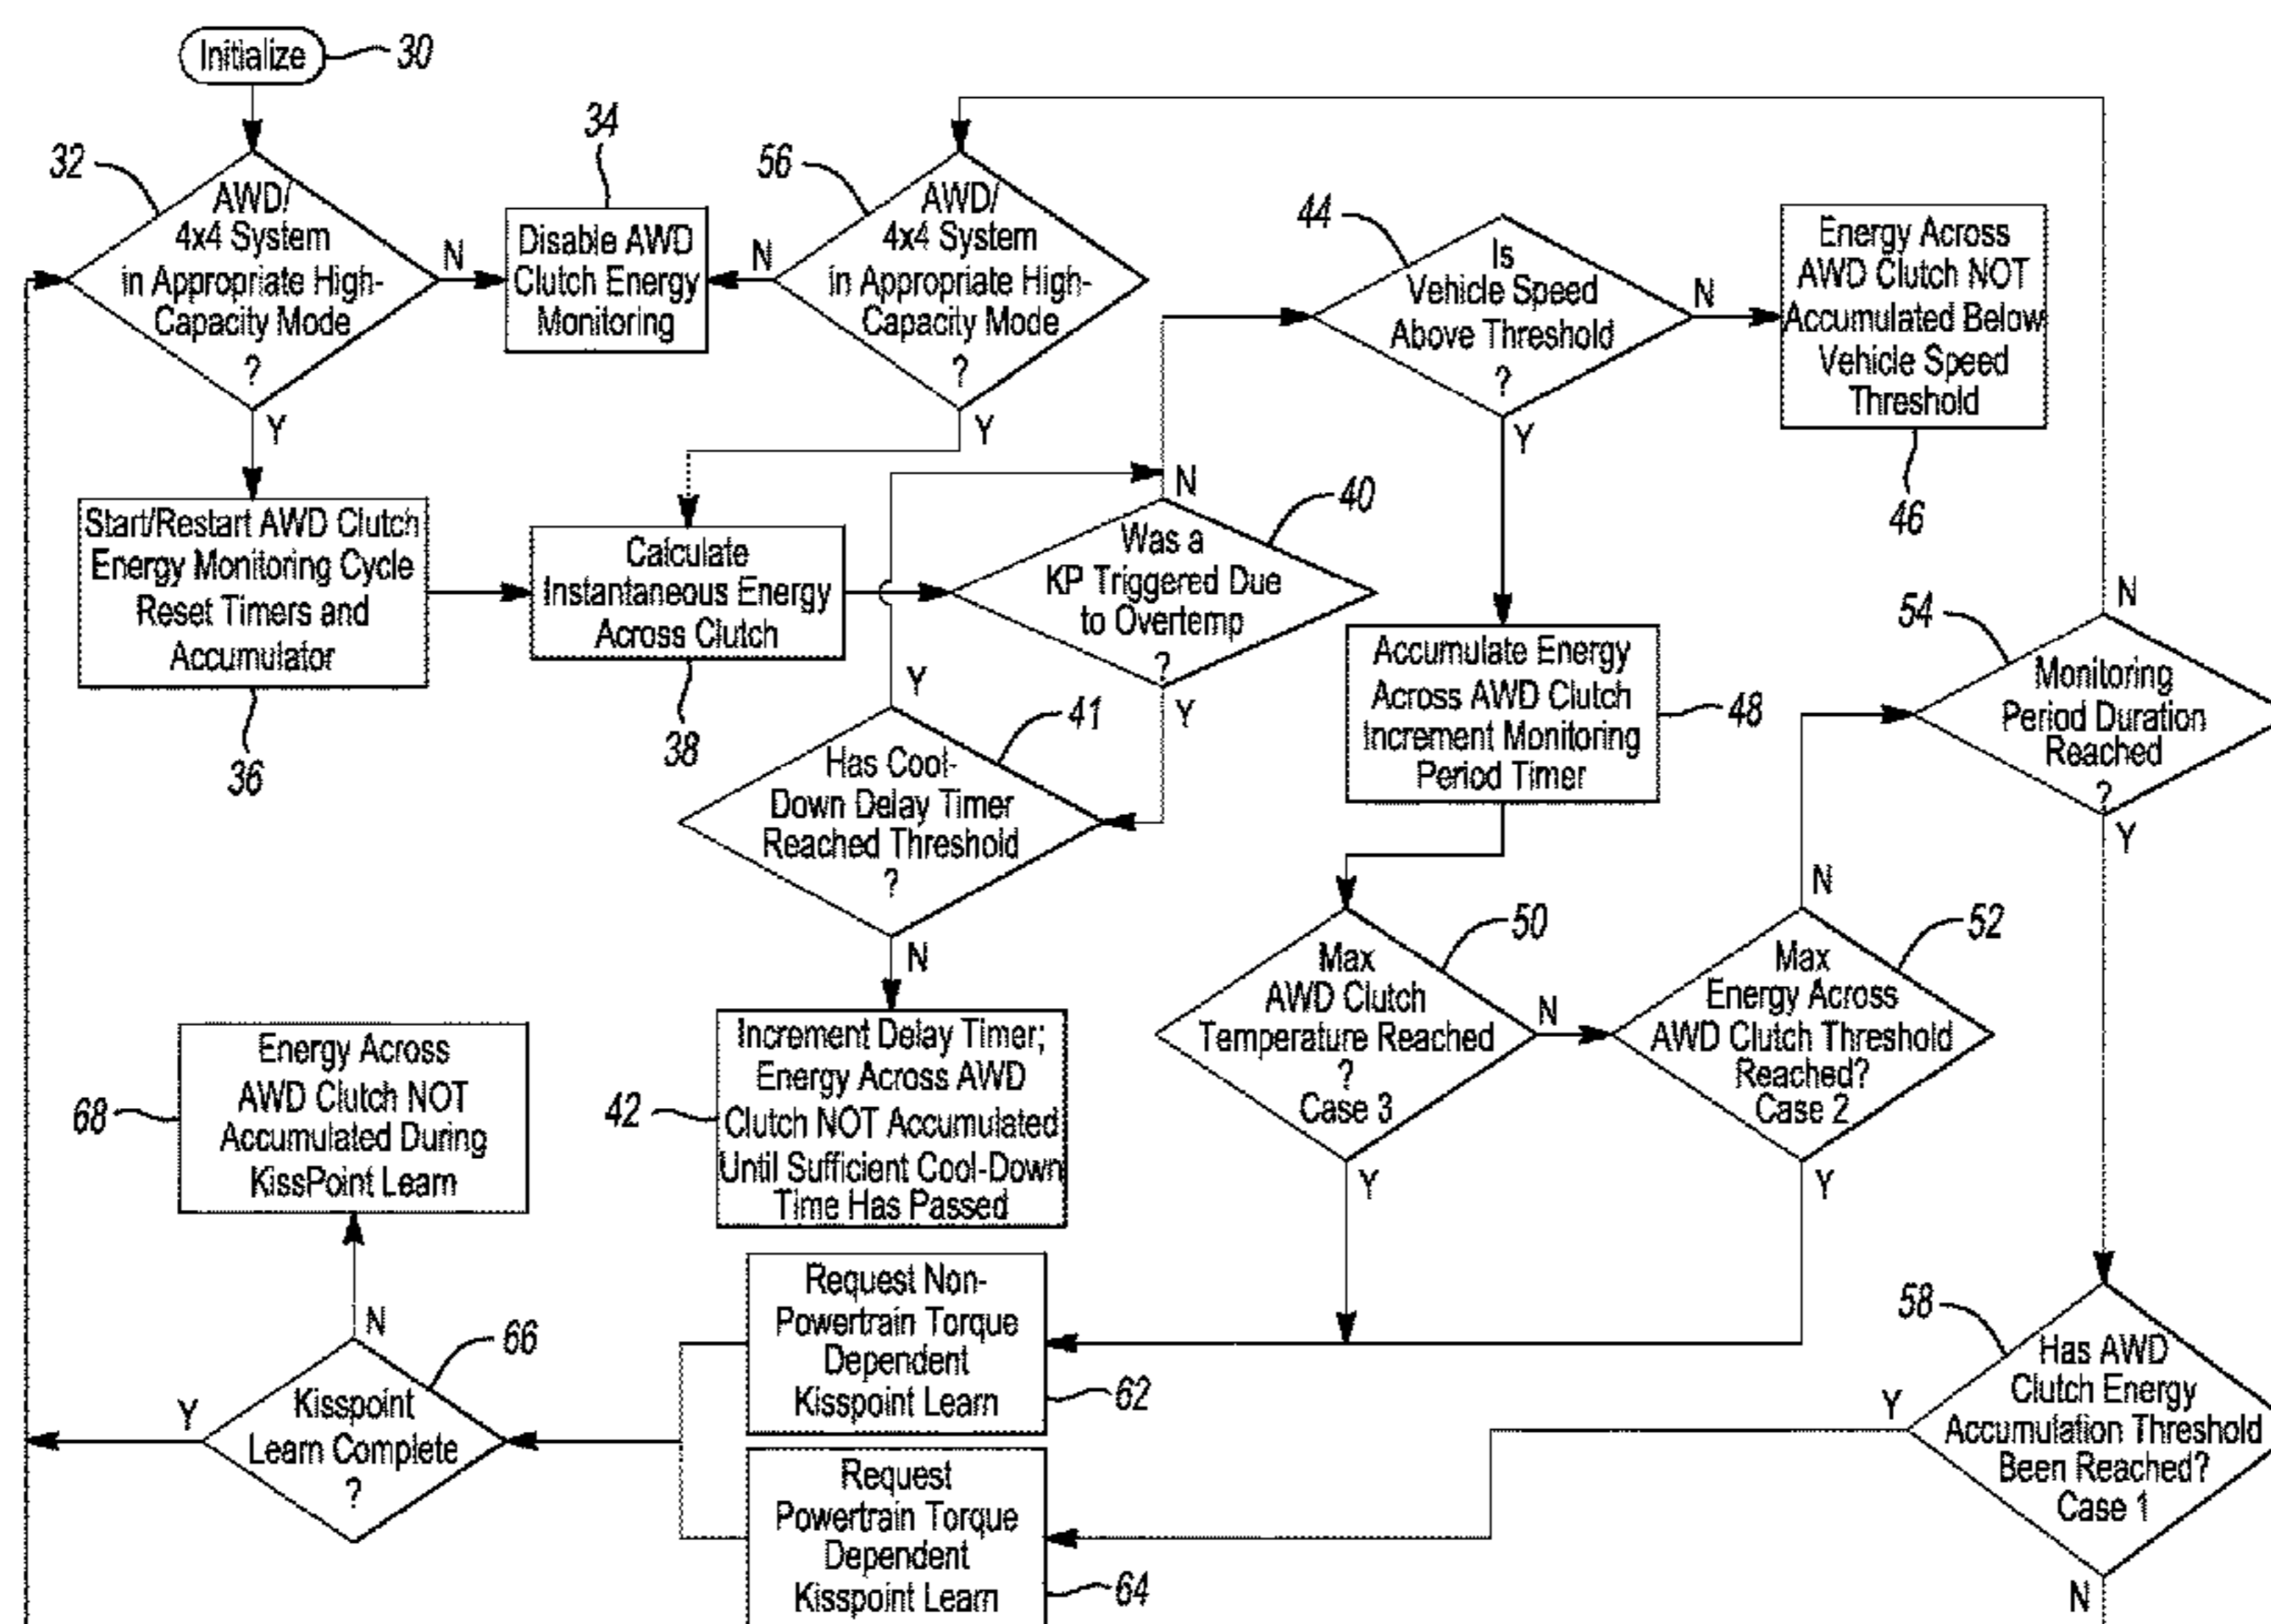 Initialize
30
32
AWD/
4x4 System
in Appropriate High-
Capacity Mode
?
N
Y
34
Disable AWD
Clutch Energy
Monitoring
56
AWD/
4x4 System
in Appropriate High-
Capacity Mode
?
N
Y
44
Is
Vehicle Speed
Above Threshold
?
N
Y
Energy Across
AWD Clutch NOT
Accumulated Below
Vehicle Speed
Threshold
46
Start/Restart AWD Clutch
Energy Monitoring Cycle
Reset Timers and
Accumulator
36
Calculate
Instantaneous Energy
Across Clutch
38
N
40
Was a
KP Triggered Due
to Overtemp
?
Y
Y
41
Has Cool-
Down Delay Timer
Reached Threshold
?
N
Increment Delay Timer;
Energy Across AWD
Clutch NOT Accumulated
Until Sufficient Cool-Down
Time Has Passed
42
Accumulate Energy
Across AWD Clutch
Increment Monitoring
Period Timer
48
50
Max
AWD Clutch
Temperature Reached
?
Case 3
N
Y
52
N
Max
Energy Across
AWD Clutch Threshold
Reached?
Case 2
Y
54
N
Monitoring
Period Duration
Reached
?
Y
58
Has AWD
Clutch Energy
Accumulation Threshold
Been Reached?
Case 1
Y
N
Request Non-
Powertrain Torque
Dependent
Kisspoint Learn
62
Request
Powertrain Torque
Dependent
Kisspoint Learn
64
66
Kisspoint
Learn Complete
?
Y
N
Energy Across
AWD Clutch NOT
Accumulated During
KissPoint Learn
68